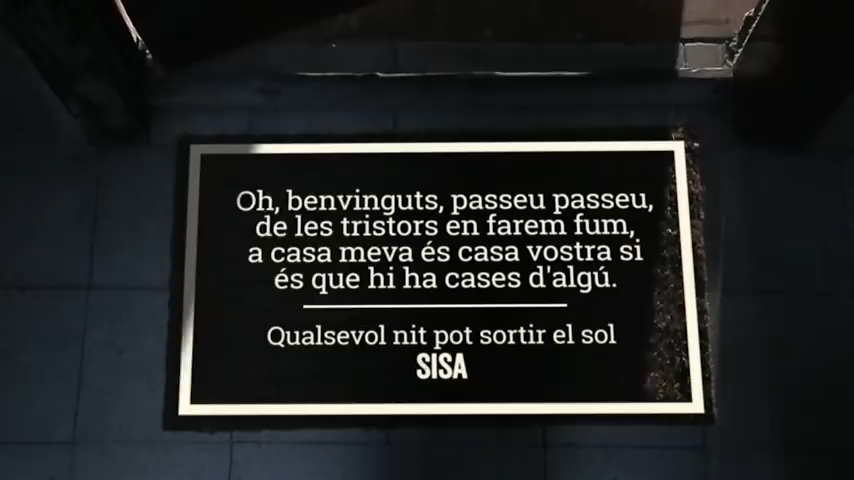 Oh, benvinguts, passeu passeu,
de les tristors en farem fum,
a casa meva és casa vostra si
és que hi ha cases d'algú.
Qualsevol nit pot sortir el sol
SISA